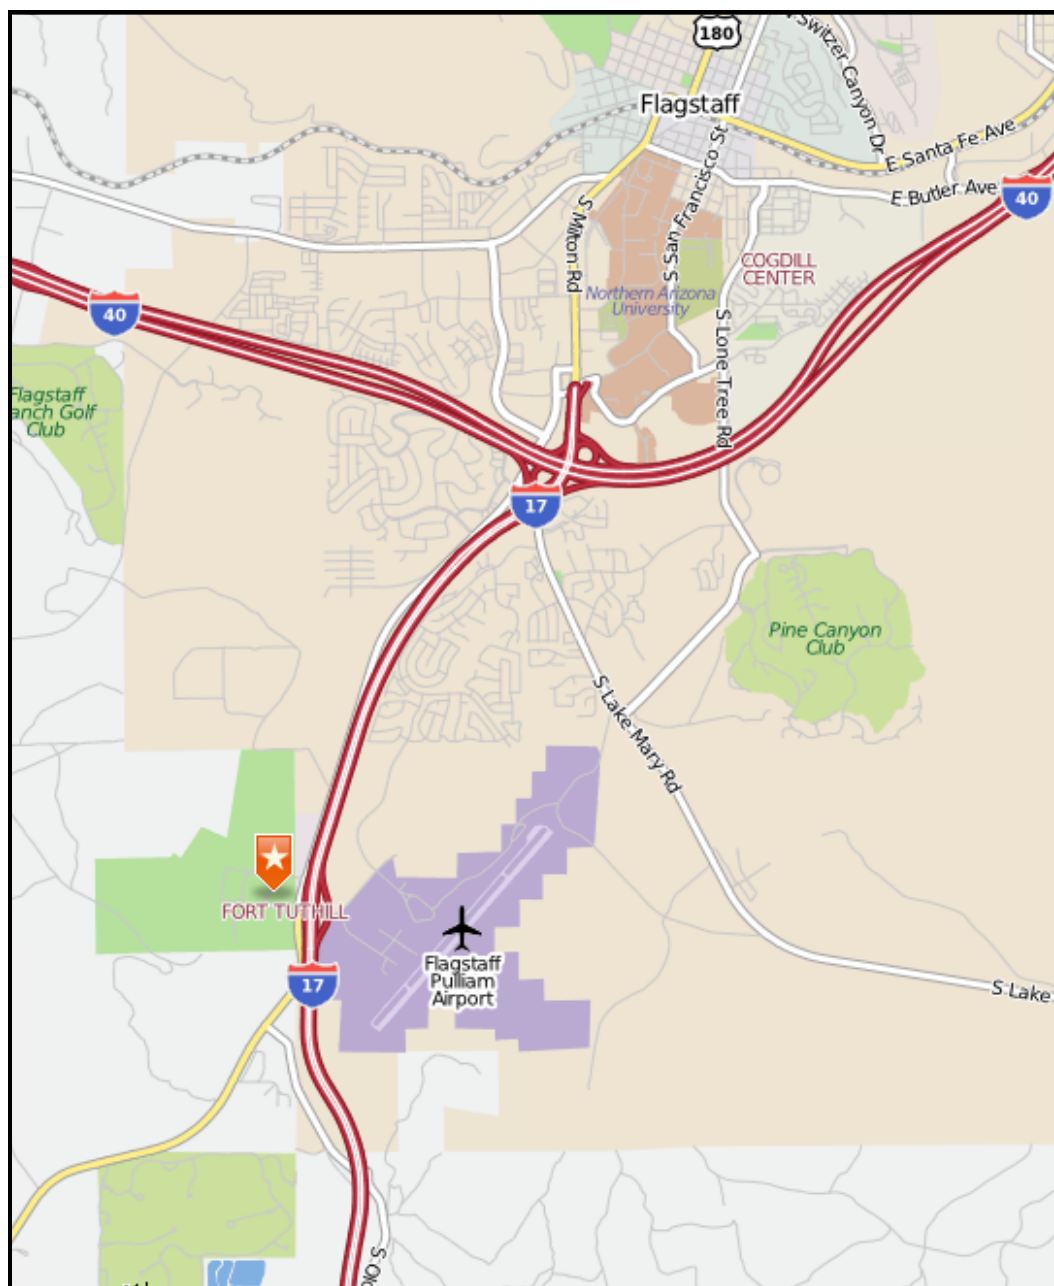 180
N Switzer Canyon Dr
Flagstaff
E Santa Fe Ave
E Butler Ave
40
S San Francisco St
S Milton Rd
COGDILL
CENTER
Northern Arizona
University
40
S Lone Tree Rd
Flagstaff
anch Golf
Club
17
Pine Canyon
Club
S Lake Mary Rd
FORT TUTHILL
Flagstaff
Pulliam
Airport
17
S Lake